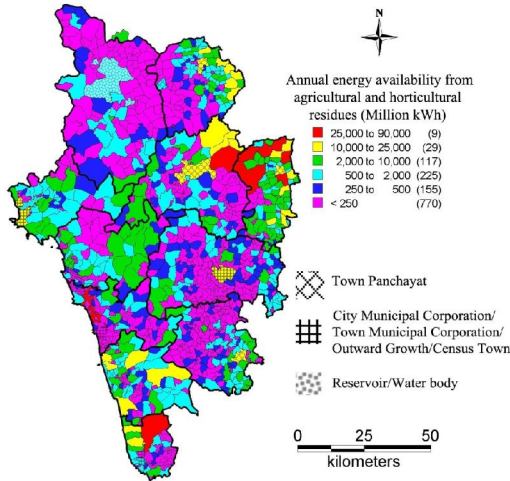 N
Annual energy availability from
agricultural and horticultural
residues (Million kWh)
25,000 to 90,000 (9)
10,000 to 25,000 (29)
2,000 to 10,000 (117)
500 to 2,000 (225)
250 to 500 (155)
< 250 (770)
Town Panchayat
City Municipal Corporation/
Town Municipal Corporation/
Outward Growth/Census Town
Reservoir/Water body
0 25 50
kilometers